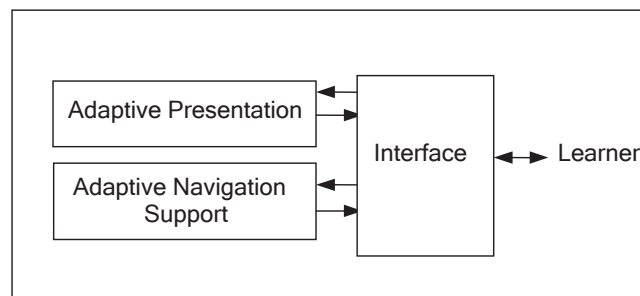 Adaptive Presentation
Adaptive Navigation
Support
Interface
Learner